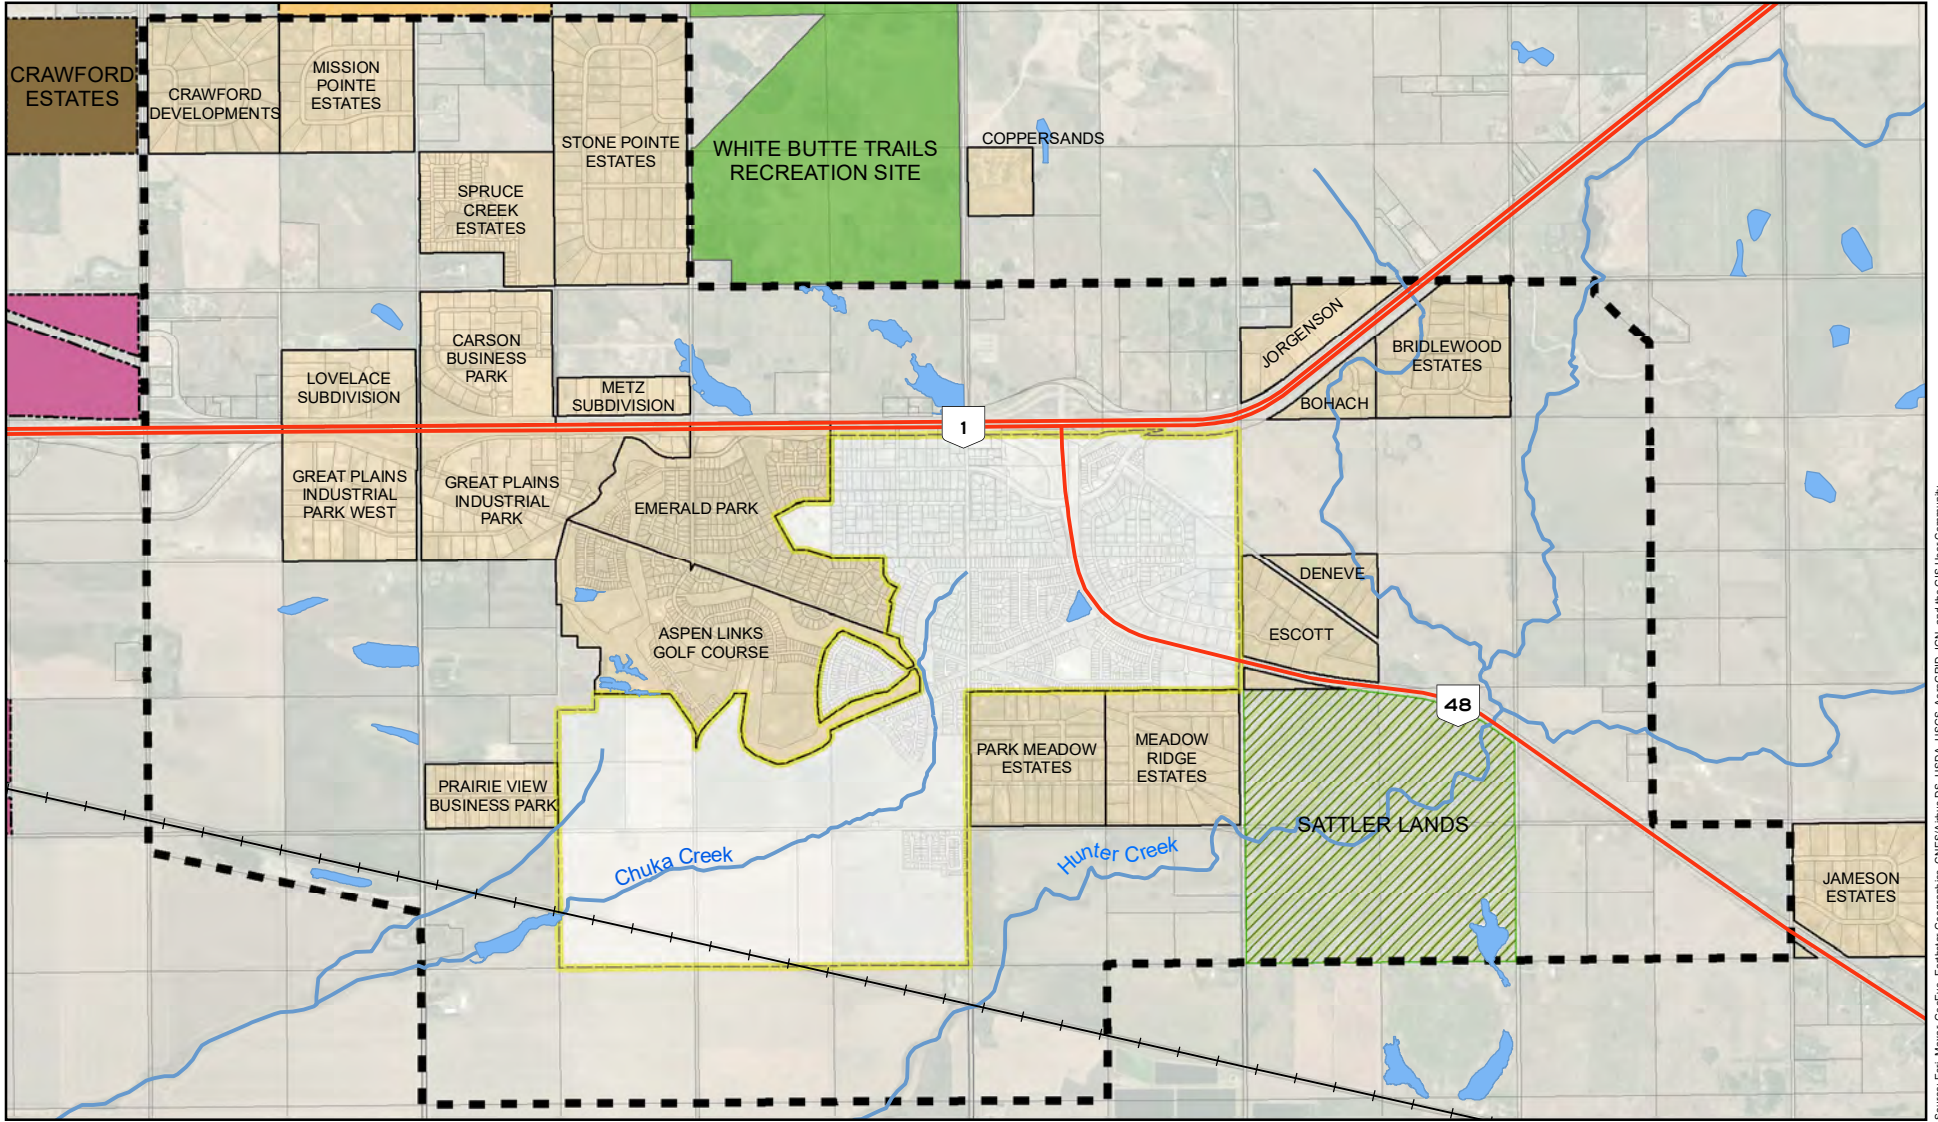 CRAWFORD
ESTATES
CRAWFORD
DEVELOPMENTS
MISSION
POINTE
ESTATES
STONE POINTE
ESTATES
SPRUCE
CREEK
ESTATES
WHITE BUTTE TRAILS
RECREATION SITE
COPPERSANDS
CARSON
BUSINESS
PARK
LOVELACE
SUBDIVISION
METZ
SUBDIVISION
JORGENSON
BRIDLEWOOD
ESTATES
BOHACH
1
GREAT PLAINS
INDUSTRIAL
PARK WEST
GREAT PLAINS
INDUSTRIAL
PARK
EMERALD PARK
DENEVE
ESCOTT
ASPEN LINKS
GOLF COURSE
48
PARK MEADOW
ESTATES
MEADOW
RIDGE
ESTATES
PRAIRIE VIEW
BUSINESS PARK
SATTLER LANDS
Chuka Creek
Hunter Creek
JAMESON
ESTATES